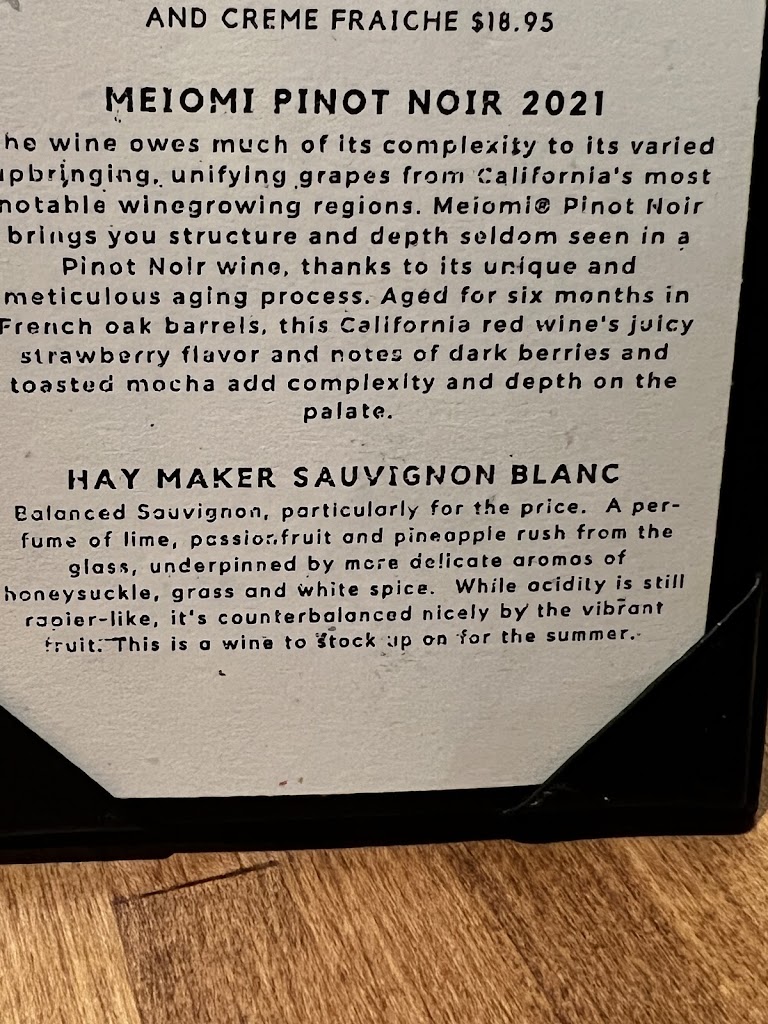 AND CREME FRAICHE $18.95
MEIOMI PINOT NOIR 2021
he wine owes much of its complexity to its varied
upbringing, unifying grapes from California's most
notable winegrowing regions. Meiomi® Pinot Noir
brings you structure and depth seldom seen in a
Pinot Noir wine, thanks to its unique and
meticulous aging process. Aged for six months in
French oak barrels, this California red wine's juicy
strawberry flavor and notes of dark berries and
toasted mocha add complexity and depth on the
palate.
HAY MAKER SAUVIGNON BLANC
Balanced Sauvignon, particularly for the price. A per-
fume of lime, passionfruit and pineapple rush from the
glass, underpinned by more delicate aromas of
honeysuckle, grass and white spice. While acidity is still
rapier-like, it's counterbalanced nicely by the vibrant
fruit. This is a wine to stock up on for the summer.